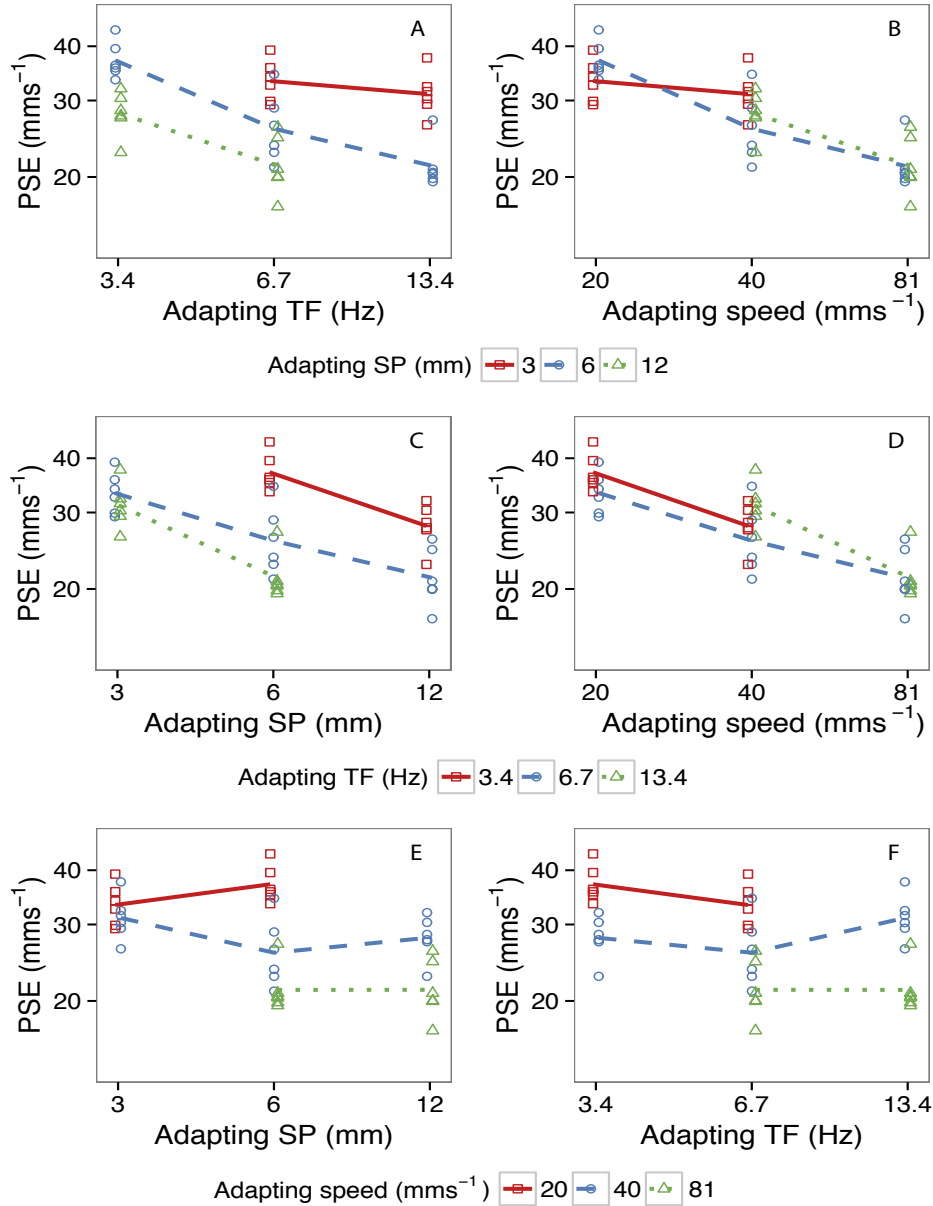 A
B
40
30
20
PSE (mms⁻¹)
3.4 6.7 13.4
Adapting TF (Hz)
40
30
20
PSE (mms⁻¹)
20 40 81
Adapting speed (mms⁻¹)
Adapting SP (mm) 3 6 12
C
D
40
30
20
PSE (mms⁻¹)
3 6 12
Adapting SP (mm)
40
30
20
PSE (mms⁻¹)
20 40 81
Adapting speed (mms⁻¹)
Adapting TF (Hz) 3.4 6.7 13.4
E
F
40
30
20
PSE (mms⁻¹)
3 6 12
Adapting SP (mm)
40
30
20
PSE (mms⁻¹)
3.4 6.7 13.4
Adapting TF (Hz)
Adapting speed (mms⁻¹) 20 40 81